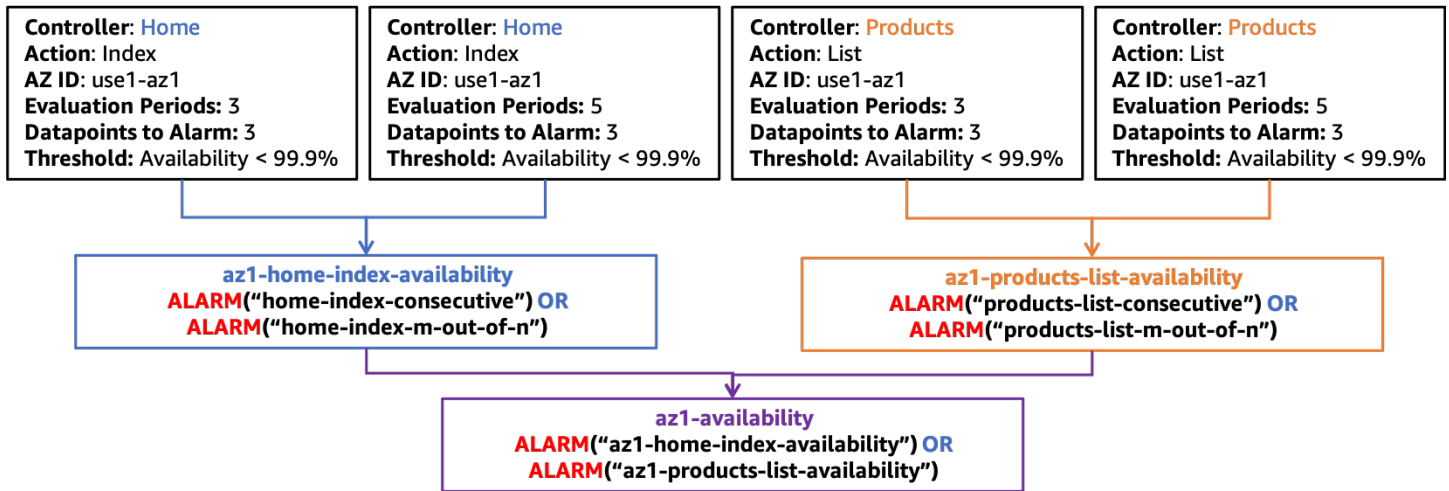 Controller: Home
Action: Index
AZ ID: use1-az1
Evaluation Periods: 3
Datapoints to Alarm: 3
Threshold: Availability < 99.9%
Controller: Home
Action: Index
AZ ID: use1-az1
Evaluation Periods: 5
Datapoints to Alarm: 3
Threshold: Availability < 99.9%
Controller: Products
Action: List
AZ ID: use1-az1
Evaluation Periods: 3
Datapoints to Alarm: 3
Threshold: Availability < 99.9%
Controller: Products
Action: List
AZ ID: use1-az1
Evaluation Periods: 5
Datapoints to Alarm: 3
Threshold: Availability < 99.9%
az1-home-index-availability
ALARM(“home-index-consecutive”) OR
ALARM(“home-index-m-out-of-n”)
az1-products-list-availability
ALARM(“products-list-consecutive”) OR
ALARM(“products-list-m-out-of-n”)
az1-availability
ALARM(“az1-home-index-availability”) OR
ALARM(“az1-products-list-availability”)